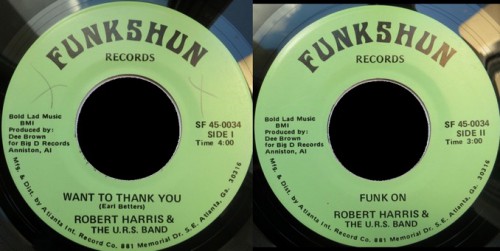 FUNKSHUN
RECORDS
Bold Lad Music
BMI
Produced by:
Dee Brown
for Big D Records
Anniston, Al
SF 45-0034
SIDE I
Time 4:00
WANT TO THANK YOU
(Earl Betters)
ROBERT HARRIS &
THE U.R.S. BAND
Mfg. & Dist. by Atlanta Int. Record Co. 881 Memorial Dr. S.E. Atlanta, Ga. 30316
FUNKSHUN
RECORDS
Bold Lad Music
BMI
Produced by:
Dee Brown
for Big D Records
Anniston, Al
SF 45-0034
SIDE II
Time 3:00
FUNK ON
ROBERT HARRIS &
THE U.R.S. BAND
Mfg. & Dist. by Atlanta Int. Record Co. 881 Memorial Dr. S.E. Atlanta, Ga. 30316